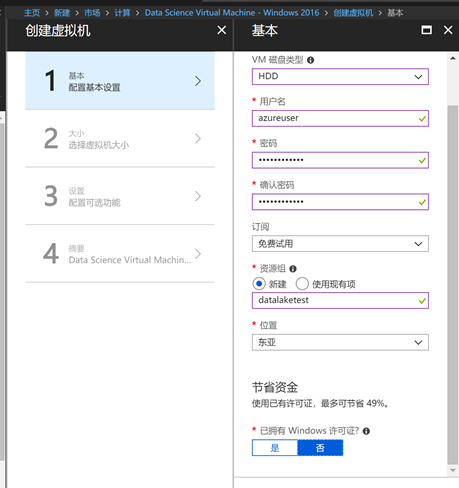 主页 > 新建 > 市场 > 计算 > Data Science Virtual Machine - Windows 2016 > 创建虚拟机 > 基本
创建虚拟机
1
基本
配置基本设置
2
大小
选择虚拟机大小
3
设置
配置可选功能
4
摘要
Data Science Virtual Machin...
基本
VM 磁盘类型
HDD
* 用户名
azureuser
* 密码
••••••••••••
* 确认密码
••••••••••••
订阅
免费试用
* 资源组
新建 使用现有项
datalaketest
* 位置
东亚
节省资金
使用已有许可证，最多可节省 49%。
* 已拥有 Windows 许可证?
是 否